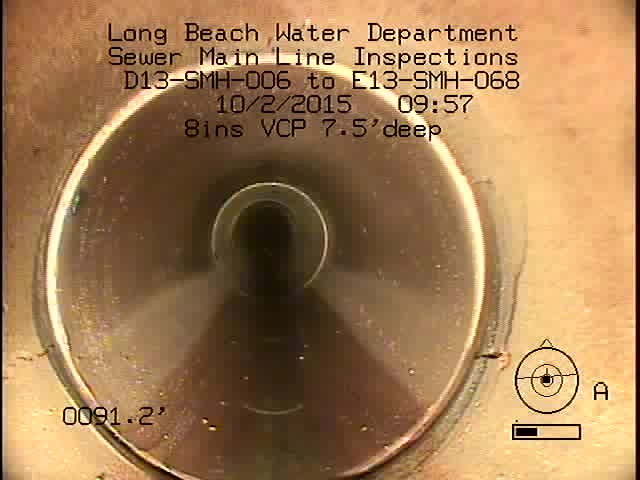 Long Beach Water Department
Sewer Main Line Inspections
D13-SMH-006 to E13-SMH-068
10/2/2015 09:57
8ins VCP 7.5'deep
A
0091.2'